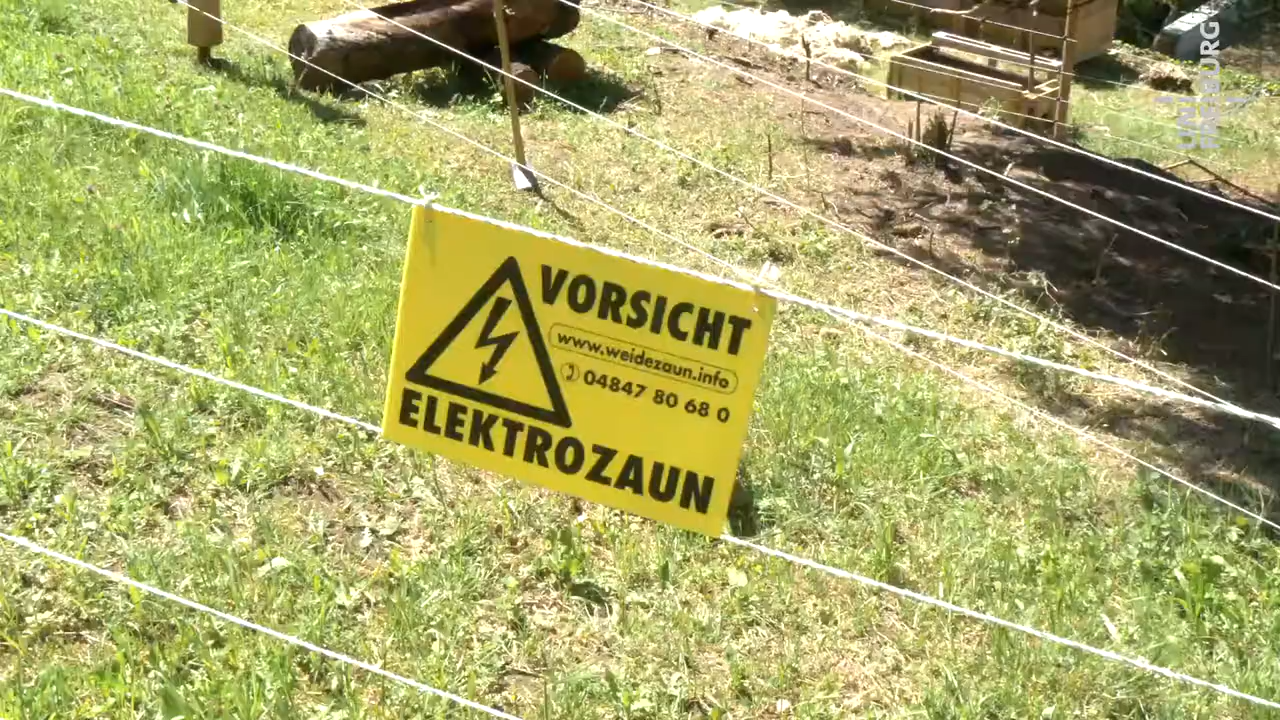 VORSICHT
www.weidezaun.info
04847 80 68 0
ELEKTROZAUN
UNI
FREIBURG